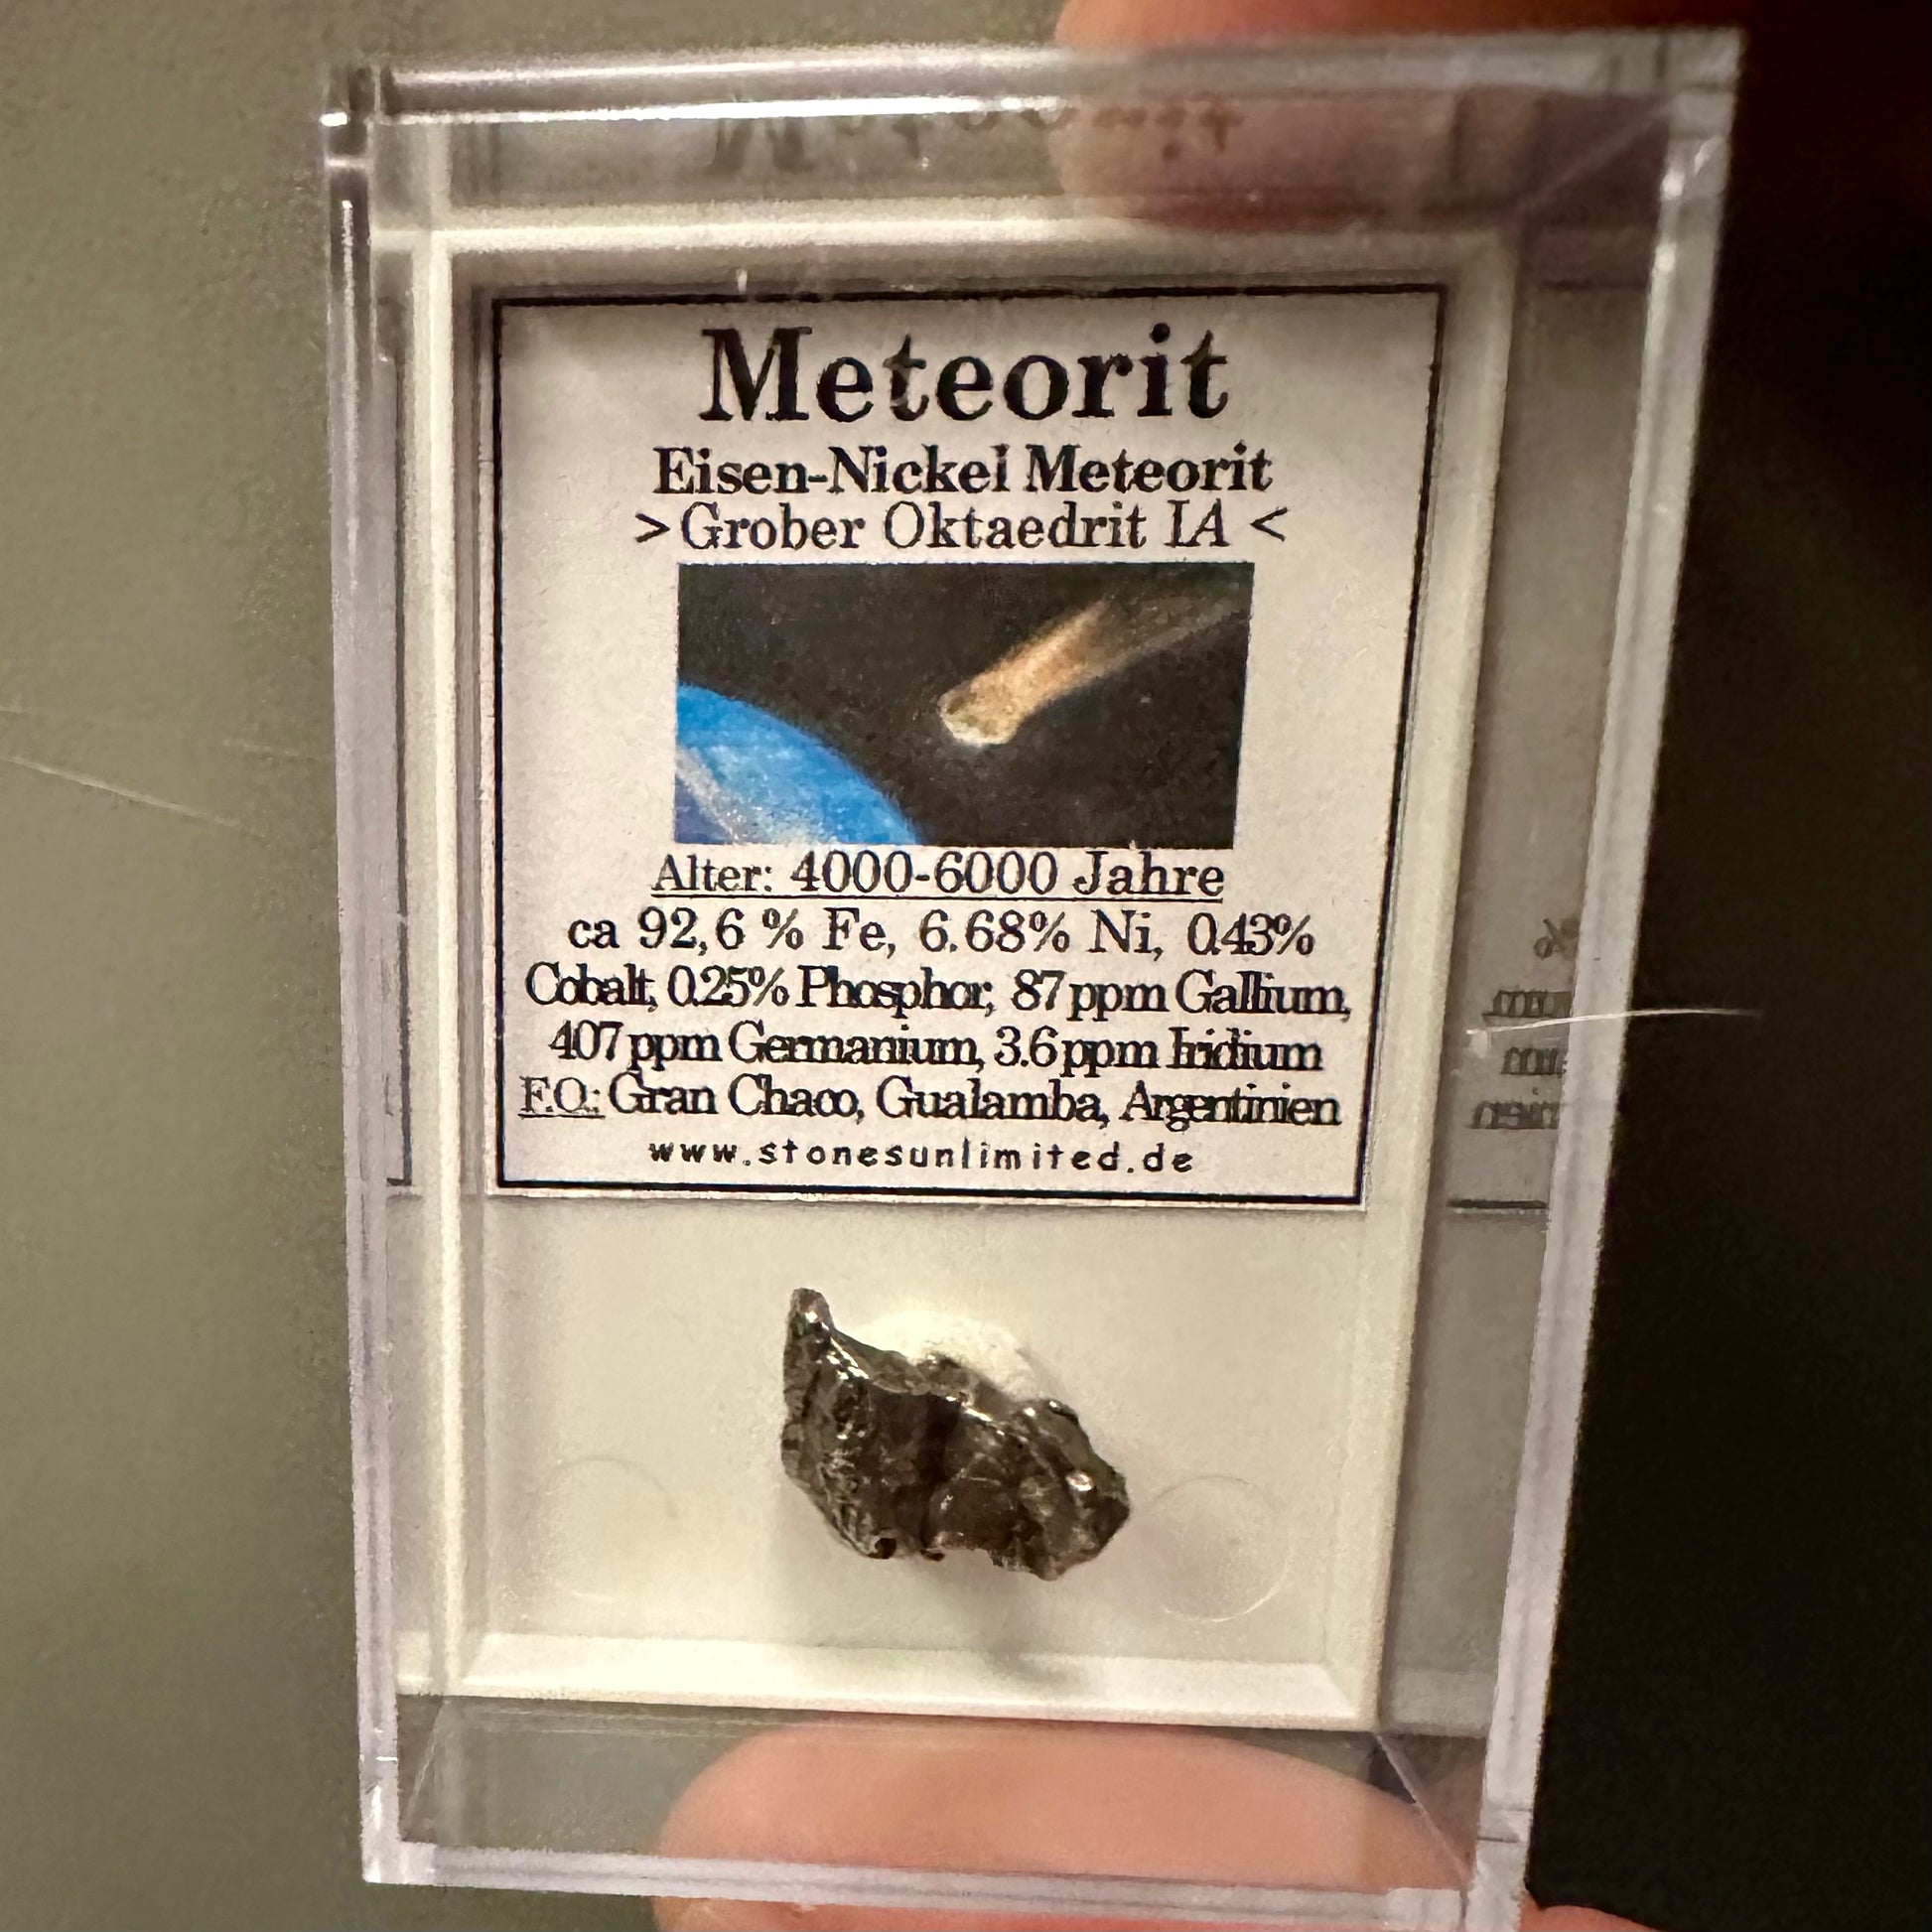 Meteorit
Eisen-Nickel Meteorit
>Grober Oktaedrit IA <
Alter: 4000-6000 Jahre
ca 92,6 % Fe, 6.68% Ni, 0.43%
Cobalt, 0.25% Phosphor, 87 ppm Gallium,
407 ppm Germanium, 3.6 ppm Iridium
F.O.: Gran Chaco, Gualamba, Argentinien
www.stonesunlimited.de